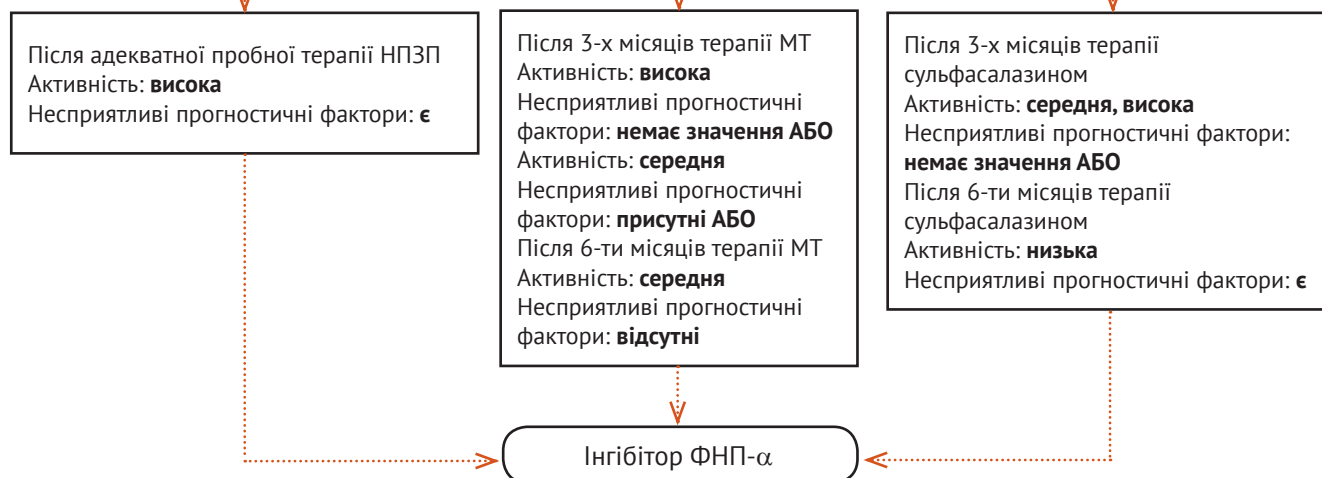 Після адекватної пробної терапії НПЗП
Активність: висока
Несприятливі прогностичні фактори: є
Після 3-х місяців терапії МТ
Активність: висока
Несприятливі прогностичні
фактори: немає значення АБО
Активність: середня
Несприятливі прогностичні
фактори: присутні АБО
Після 6-ти місяців терапії МТ
Активність: середня
Несприятливі прогностичні
фактори: відсутні
Після 3-х місяців терапії
сульфасалазином
Активність: середня, висока
Несприятливі прогностичні фактори:
немає значення АБО
Після 6-ти місяців терапії
сульфасалазином
Активність: низька
Несприятливі прогностичні фактори: є
Інгібітор ФНП-α